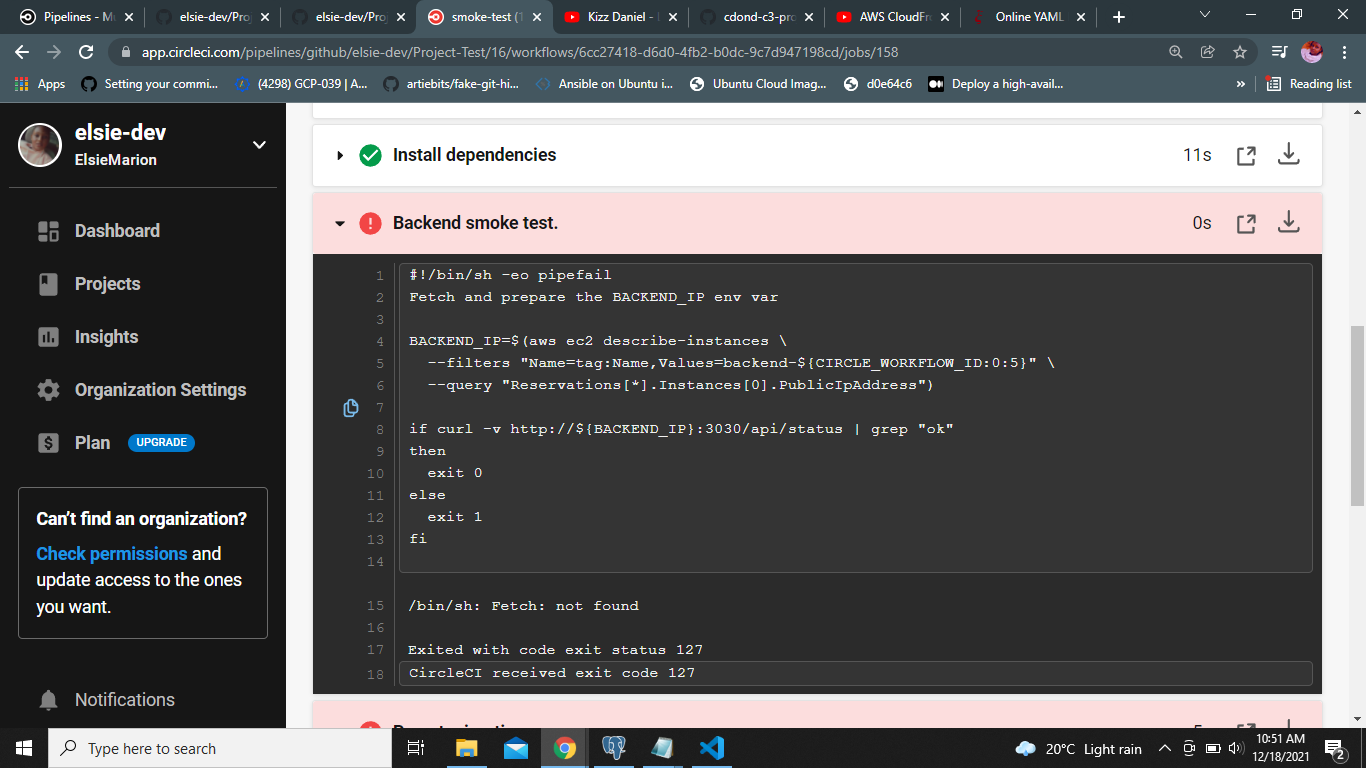 Pipelines - M
elsie-dev/Proj
elsie-dev/Proj
smoke-test (1
Kizz Daniel -
cdond-c3-pro
AWS CloudFr
Online YAML
app.circleci.com/pipelines/github/elsie-dev/Project-Test/16/workflows/6cc27418-d6d0-4fb2-b0dc-9c7d947198cd/jobs/158
Apps
Setting your commi...
(4298) GCP-039 | A...
artiebits/fake-git-hi...
Ansible on Ubuntu i...
Ubuntu Cloud Imag...
d0e64c6
Deploy a high-avail...
»
Reading list
elsie-dev
ElsieMarion
Dashboard
Projects
Insights
Organization Settings
Plan UPGRADE
Can't find an organization?
Check permissions and
update access to the ones
you want.
Notifications
Install dependencies 11s
Backend smoke test. 0s
1 #!/bin/sh -eo pipefail
2 Fetch and prepare the BACKEND_IP env var
3
4 BACKEND_IP=$(aws ec2 describe-instances \
5 --filters "Name=tag:Name,Values=backend-${CIRCLE_WORKFLOW_ID:0:5}" \
6 --query "Reservations[*].Instances[0].PublicIpAddress")
7
8 if curl -v http://${BACKEND_IP}:3030/api/status | grep "ok"
9 then
10 exit 0
11 else
12 exit 1
13 fi
14
15 /bin/sh: Fetch: not found
16
17 Exited with code exit status 127
18 CircleCI received exit code 127
Type here to search
20°C Light rain
10:51 AM
12/18/2021
2